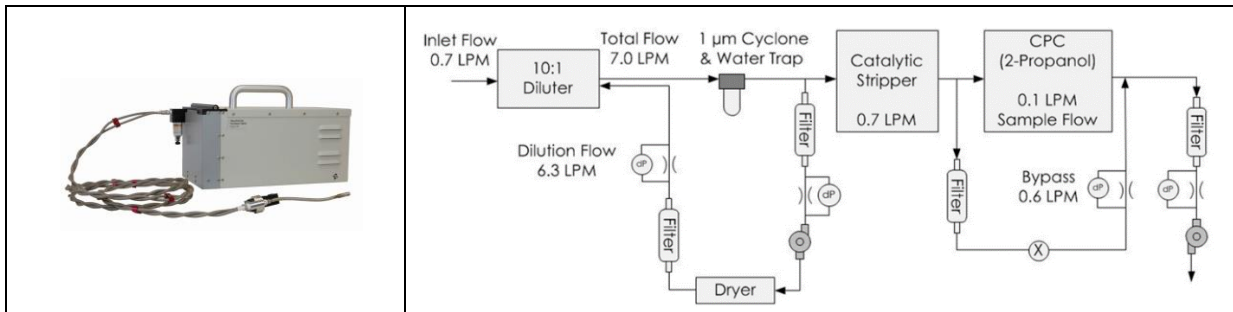 Inlet Flow
0.7 LPM
10:1
Diluter
Total Flow
7.0 LPM
1 µm Cyclone
& Water Trap
Catalytic
Stripper
0.7 LPM
CPC
(2-Propanol)
0.1 LPM
Sample Flow
Filter
Filter
Dilution Flow
6.3 LPM
dP
dP
Filter
Bypass
0.6 LPM
dP
dP
Filter
X
Dryer